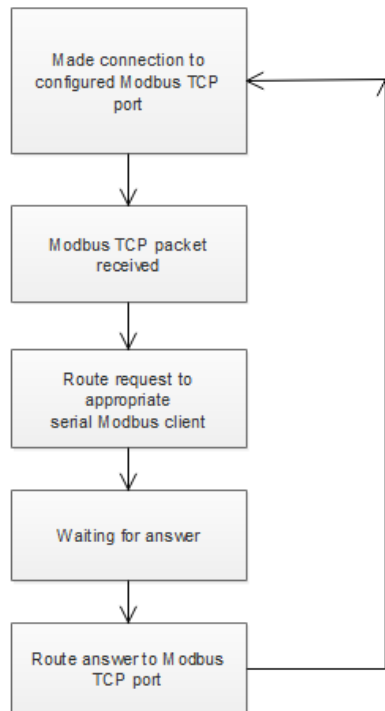 Made connection to
configured Modbus TCP
port
Modbus TCP packet
received
Route request to
appropriate
serial Modbus client
Waiting for answer
Route answer to Modbus
TCP port